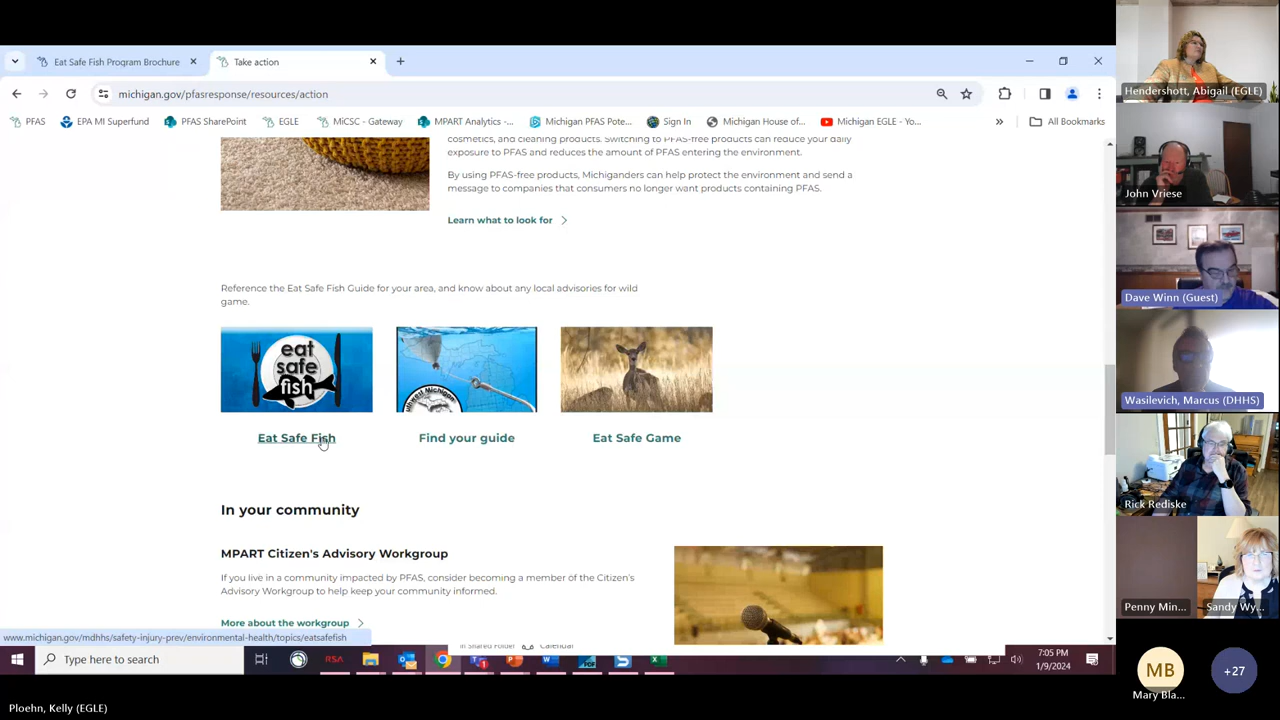 Eat Safe Fish Program Brochure
Take action
michigan.gov/pfasresponse/resources/action
PFAS
EPA MI Superfund
PFAS SharePoint
EGLE
MiCSC - Gateway
MPART Analytics -...
Michigan PFAS Pote...
Sign In
Michigan House of...
Michigan EGLE - Yo...
»
All Bookmarks
cosmetics, and cleaning products. Switching to PFAS-free products can reduce your daily
exposure to PFAS and reduces the amount of PFAS entering the environment.
By using PFAS-free products, Michiganders can help protect the environment and send a
message to companies that consumers no longer want products containing PFAS.
Learn what to look for
Reference the Eat Safe Fish Guide for your area, and know about any local advisories for wild
game.
eat
safe
fish
Eat Safe Fish
Find your guide
Eat Safe Game
In your community
MPART Citizen's Advisory Workgroup
If you live in a community impacted by PFAS, consider becoming a member of the Citizen's
Advisory Workgroup to help keep your community informed.
More about the workgroup
www.michigan.gov/mdhhs/safety-injury-prev/environmental-health/topics/eatsafefish
In Shared Folder
Calendar
Type here to search
RSA
7:05 PM
1/9/2024
Ploehn, Kelly (EGLE)
Hendershott, Abigail (EGLE)
John Vriese
Dave Winn (Guest)
Wasilevich, Marcus (DHHS)
Rick Rediske
Penny Min...
Sandy Wy...
MB
Mary Bla...
+27